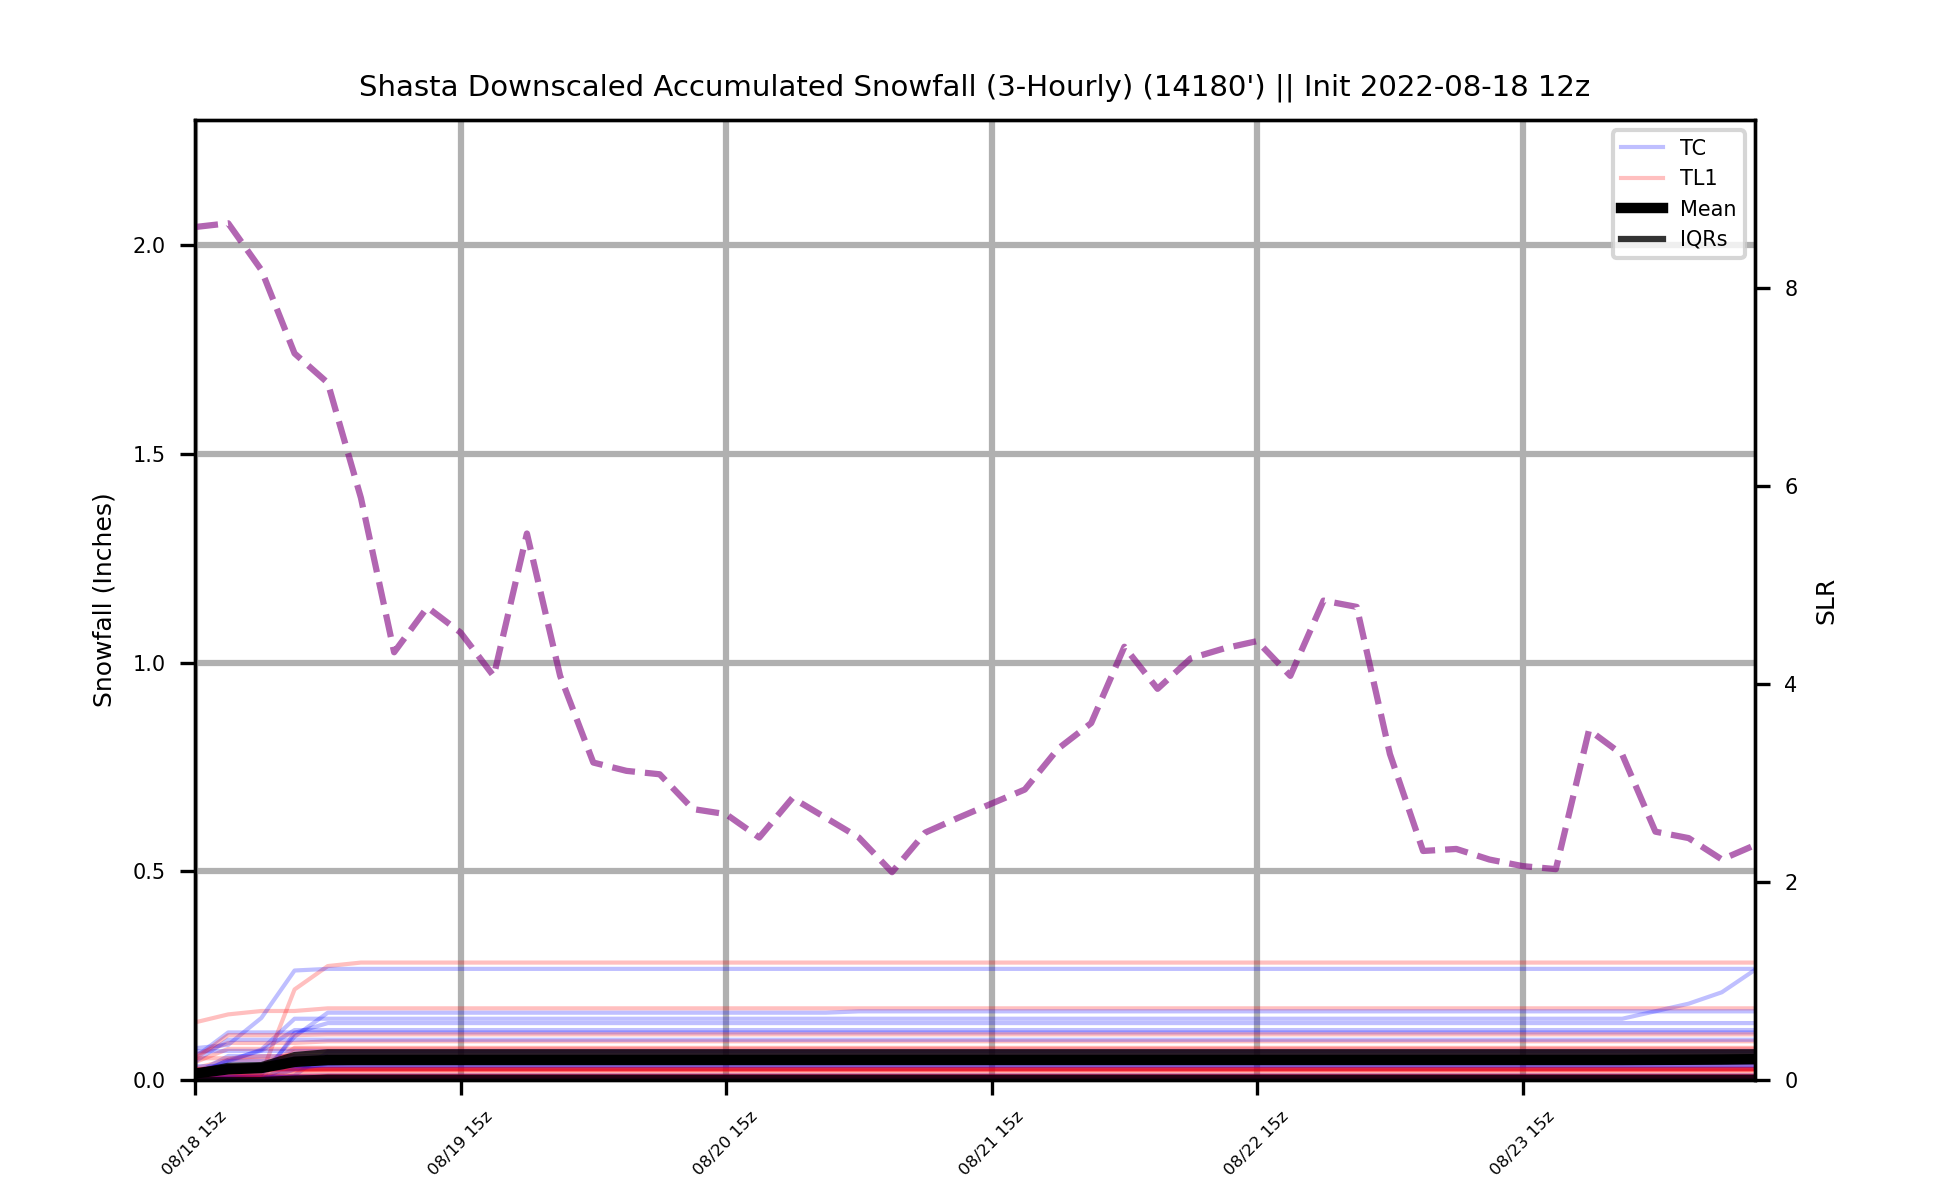 Shasta Downscaled Accumulated Snowfall (3-Hourly) (14180') || Init 2022-08-18 12z
TC
TL1
Mean
IQRs
2.0
1.5
1.0
0.5
0.0
Snowfall (Inches)
8
6
4
2
0
SLR
08/18 15z
08/19 15z
08/20 15z
08/21 15z
08/22 15z
08/23 15z